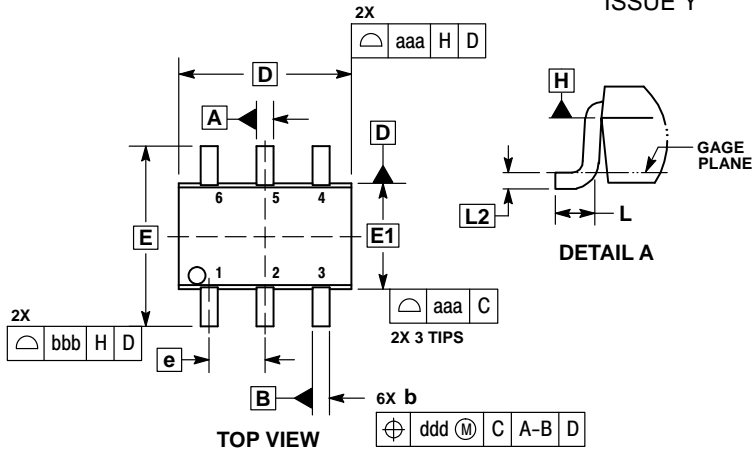 ISSUE Y
2X
⌓ aaa H D
D
A
D
H
GAGE
PLANE
6 5 4
L2
L
E
E1
DETAIL A
1 2 3
⌓ aaa C
2X
2X 3 TIPS
⌓ bbb H D
e
B
6X b
TOP VIEW
⌖ ddd Ⓜ C A-B D